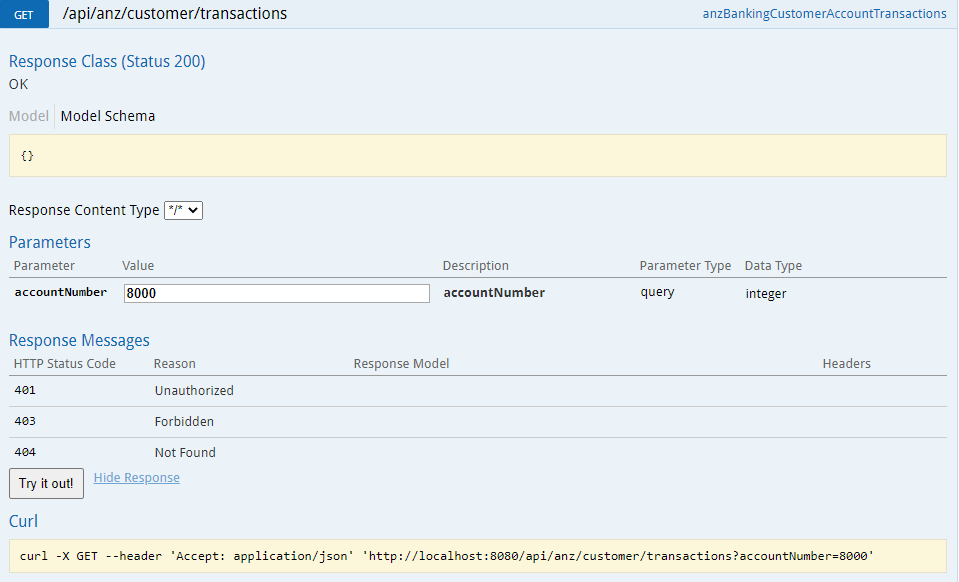 GET /api/anz/customer/transactions anzBankingCustomerAccountTransactions
Response Class (Status 200)
OK
Model Model Schema
{}
Response Content Type */*
Parameters
Parameter Value Description Parameter Type Data Type
accountNumber 8000 accountNumber query integer
Response Messages
HTTP Status Code Reason Response Model Headers
401 Unauthorized
403 Forbidden
404 Not Found
Try it out! Hide Response
Curl
curl -X GET --header 'Accept: application/json' 'http://localhost:8080/api/anz/customer/transactions?accountNumber=8000'